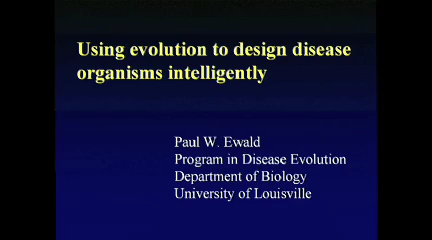 Using evolution to design disease
organisms intelligently
Paul W. Ewald
Program in Disease Evolution
Department of Biology
University of Louisville